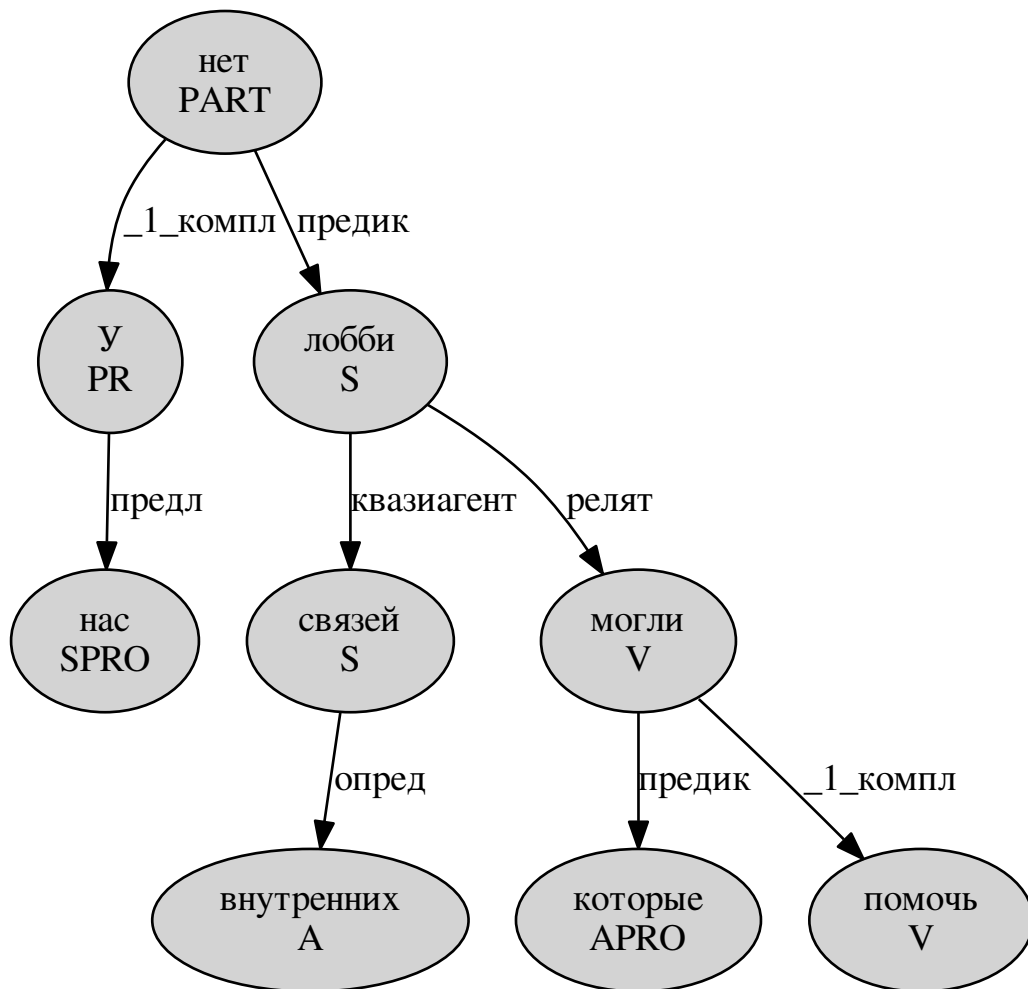 нет
PART
_1_компл
предик
У
PR
лобби
S
предл
квазиагент
релят
нас
SPRO
связей
S
могли
V
опред
предик
_1_компл
внутренних
A
которые
APRO
помочь
V